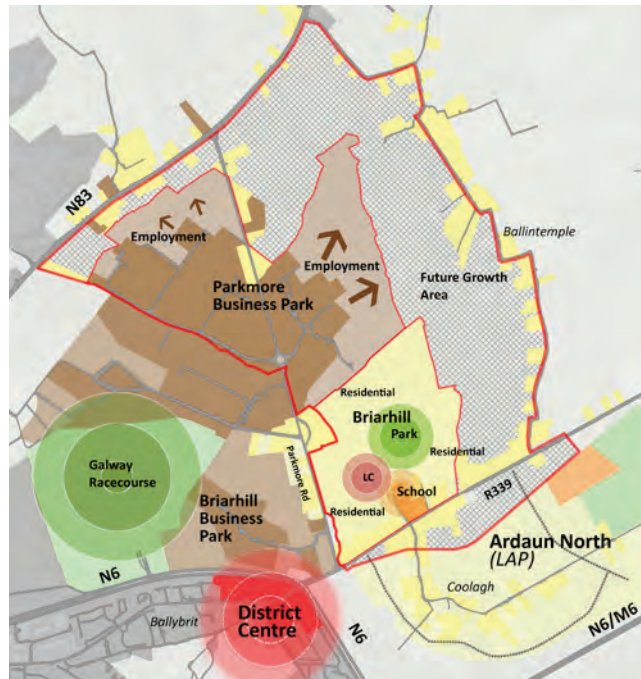 N83
Employment
Ballintemple
Employment
Parkmore
Business Park
Future Growth
Area
Residential
Briarhill
Park
Residential
Galway
Racecourse
Parkmore Rd
LC
School
R339
Briarhill
Business
Park
Residential
Ardaun North
(LAP)
N6
Coolagh
Ballybrit
District
Centre
N6
N6/M6